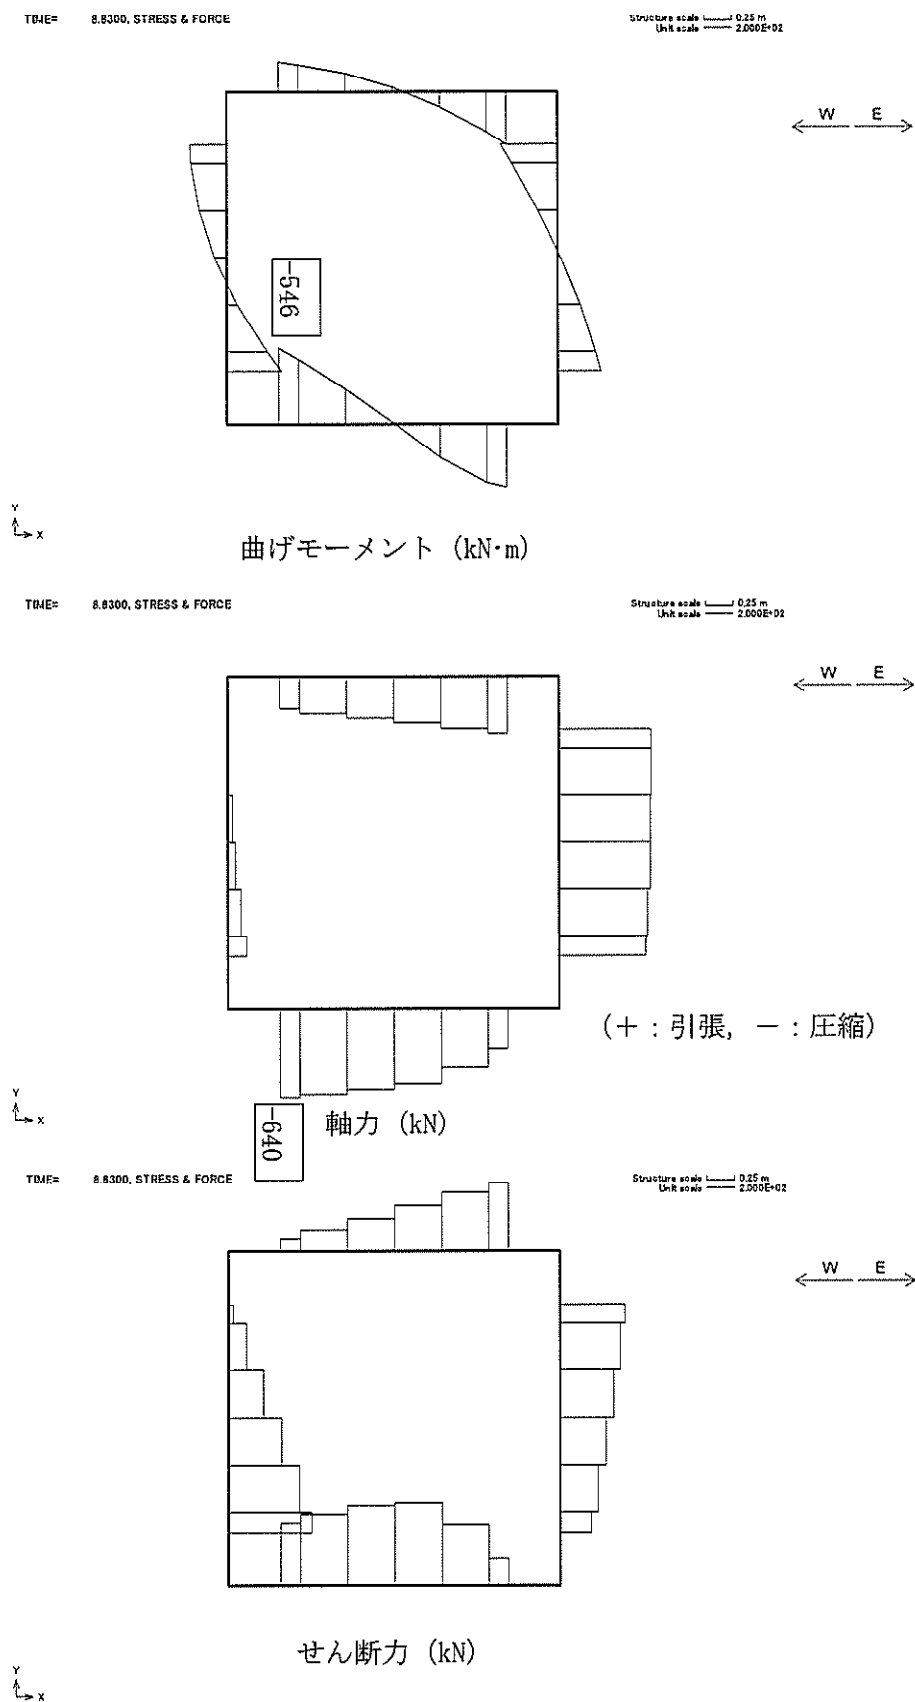 TIME= 8.8300, STRESS & FORCE
Structure scale 0.25 m
Unit scale 2.000E+02
W E
-546
Y
X
曲げモーメント (kN·m)
TIME= 8.8300, STRESS & FORCE
Structure scale 0.25 m
Unit scale 2.000E+02
W E
(+:引張, -:圧縮)
Y
X
軸力 (kN)
-640
TIME= 8.8300, STRESS & FORCE
Structure scale 0.25 m
Unit scale 2.000E+02
W E
せん断力 (kN)
Y
X